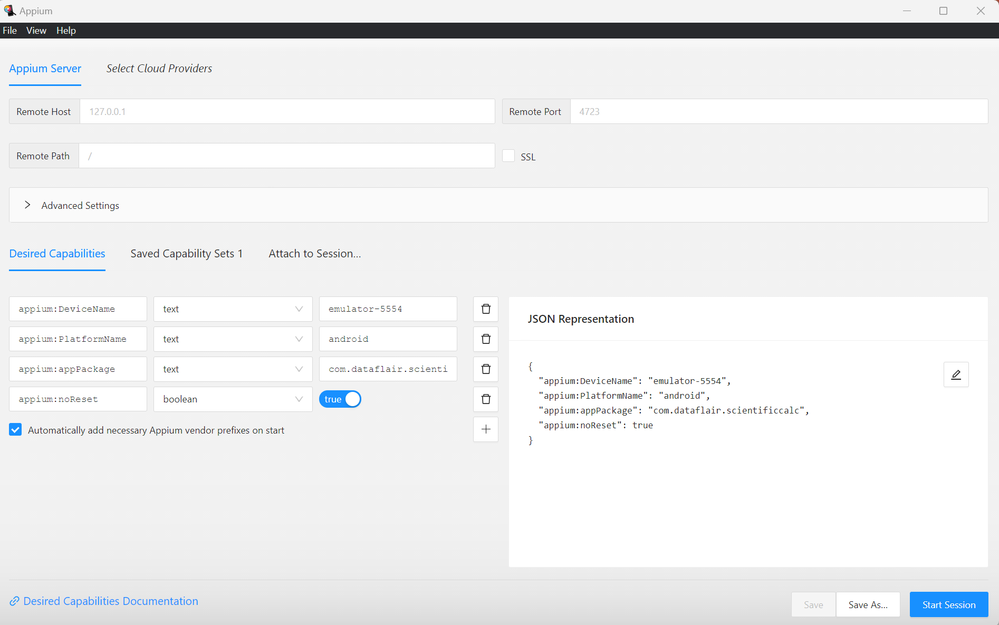 Appium
File View Help
Appium Server Select Cloud Providers
Remote Host 127.0.0.1 Remote Port 4723
Remote Path / SSL
Advanced Settings
Desired Capabilities Saved Capability Sets 1 Attach to Session...
appium:DeviceName text emulator-5554
appium:PlatformName text android
appium:appPackage text com.dataflair.scienti
appium:noReset boolean true
Automatically add necessary Appium vendor prefixes on start
JSON Representation
{
"appium:DeviceName": "emulator-5554",
"appium:PlatformName": "android",
"appium:appPackage": "com.dataflair.scientificcalc",
"appium:noReset": true
}
Desired Capabilities Documentation
Save Save As... Start Session